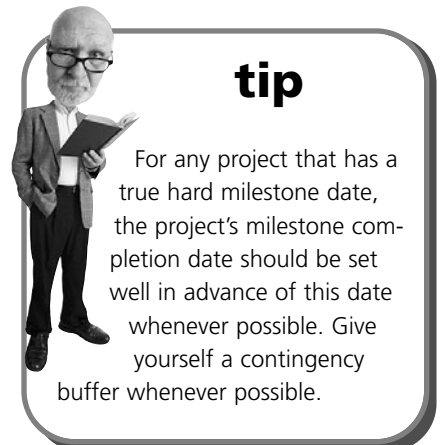 tip
For any project that has a
true hard milestone date,
the project's milestone com-
pletion date should be set
well in advance of this date
whenever possible. Give
yourself a contingency
buffer whenever possible.